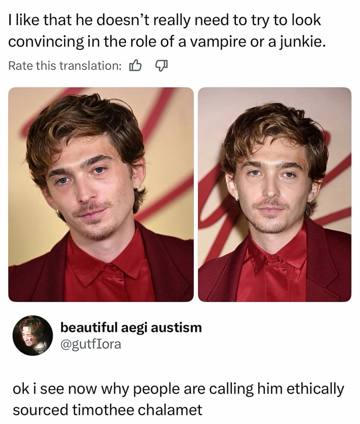 I like that he doesn’t really need to try to look
convincing in the role of a vampire or a junkie.
Rate this translation:
beautiful aegi austism
@gutfIora
ok i see now why people are calling him ethically
sourced timothee chalamet